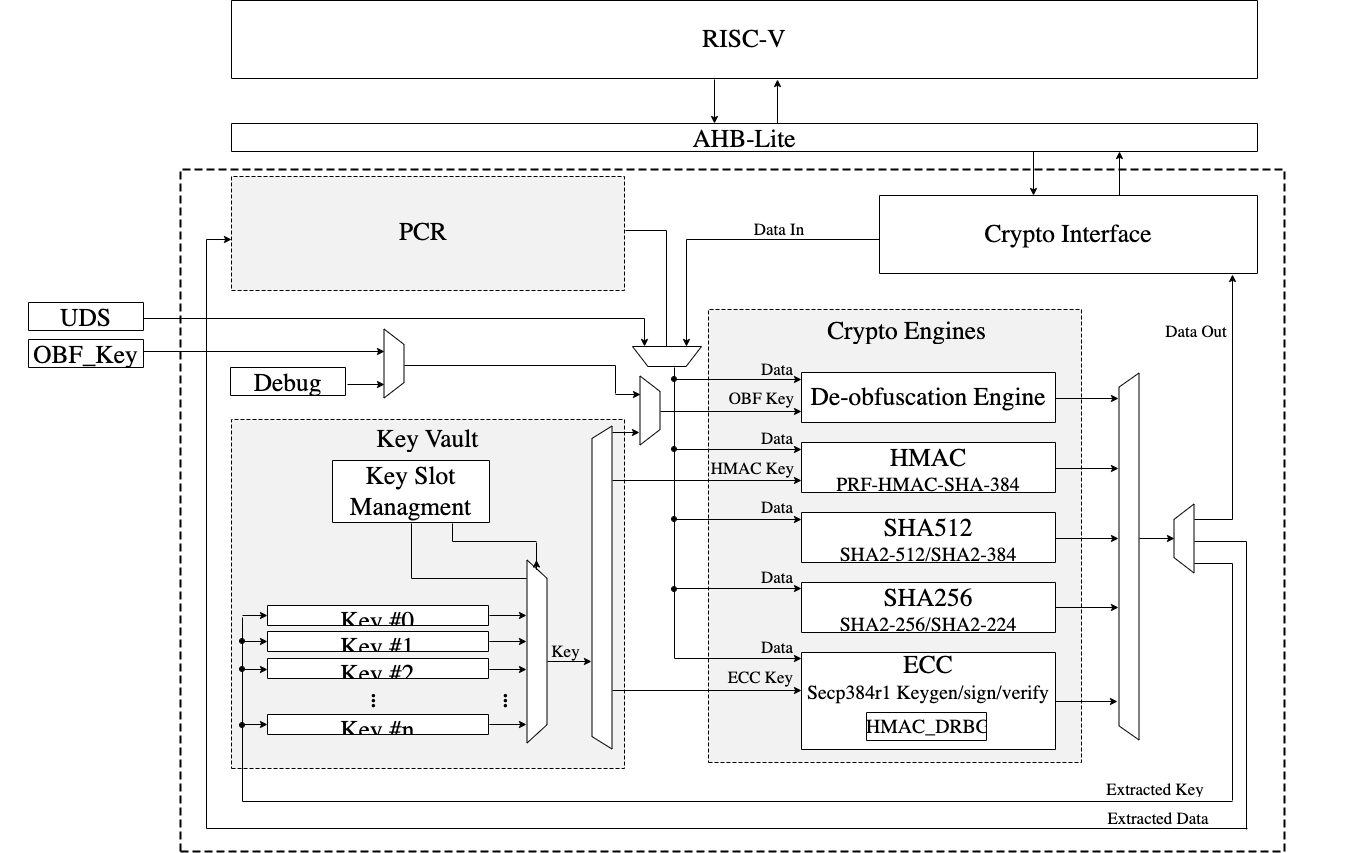 RISC-V
AHB-Lite
PCR
Crypto Interface
Data In
UDS
OBF_Key
Debug
Data Out
Crypto Engines
Data
OBF Key
De-obfuscation Engine
Key Vault
Key Slot
Managment
Data
HMAC Key
HMAC
PRF-HMAC-SHA-384
Data
SHA512
SHA2-512/SHA2-384
Data
SHA256
SHA2-256/SHA2-224
Key #0
Key #1
Key #2
Key #n
Key
Data
ECC Key
ECC
Secp384r1 Keygen/sign/verify
HMAC_DRBG
Extracted Key
Extracted Data